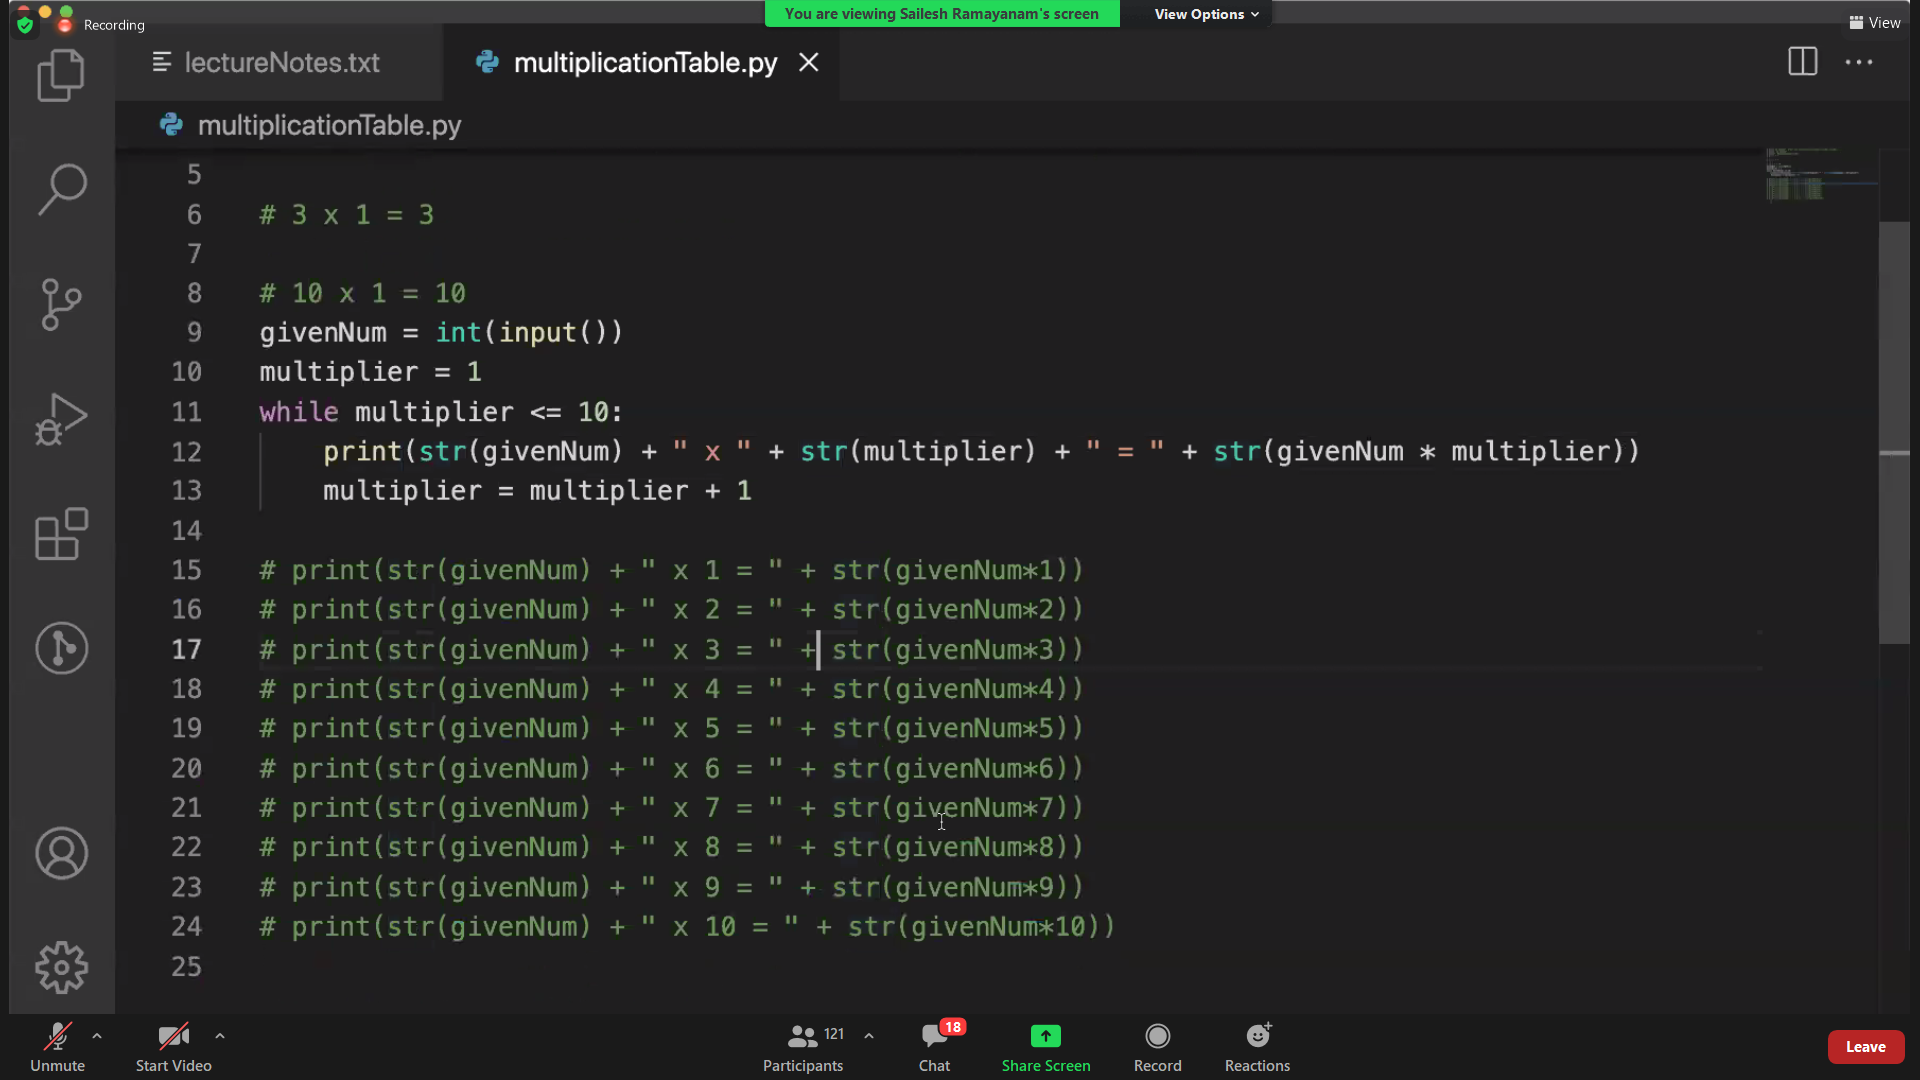 Recording
You are viewing Sailesh Ramayanam's screen
View Options
View
lectureNotes.txt
multiplicationTable.py
multiplicationTable.py
5
6 # 3 x 1 = 3
7
8 # 10 x 1 = 10
9 givenNum = int(input())
10 multiplier = 1
11 while multiplier <= 10:
12     print(str(givenNum) + " x " + str(multiplier) + " = " + str(givenNum * multiplier))
13     multiplier = multiplier + 1
14
15 # print(str(givenNum) + " x 1 = " + str(givenNum*1))
16 # print(str(givenNum) + " x 2 = " + str(givenNum*2))
17 # print(str(givenNum) + " x 3 = " + str(givenNum*3))
18 # print(str(givenNum) + " x 4 = " + str(givenNum*4))
19 # print(str(givenNum) + " x 5 = " + str(givenNum*5))
20 # print(str(givenNum) + " x 6 = " + str(givenNum*6))
21 # print(str(givenNum) + " x 7 = " + str(givenNum*7))
22 # print(str(givenNum) + " x 8 = " + str(givenNum*8))
23 # print(str(givenNum) + " x 9 = " + str(givenNum*9))
24 # print(str(givenNum) + " x 10 = " + str(givenNum*10))
25
Unmute
Start Video
121
Participants
18
Chat
Share Screen
Record
Reactions
Leave